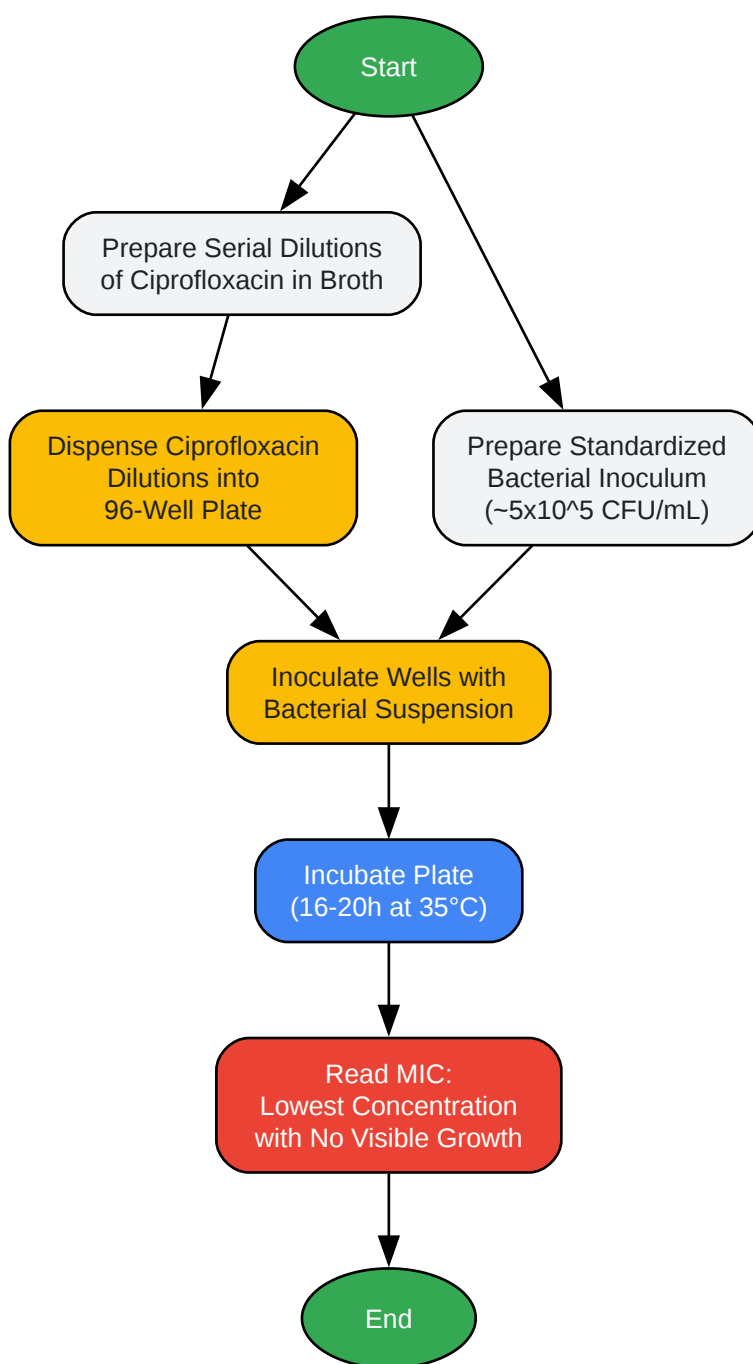 Start
Prepare Serial Dilutions
of Ciprofloxacin in Broth
Dispense Ciprofloxacin
Dilutions into
96-Well Plate
Prepare Standardized
Bacterial Inoculum
(~5x10^5 CFU/mL)
Inoculate Wells with
Bacterial Suspension
Incubate Plate
(16-20h at 35°C)
Read MIC:
Lowest Concentration
with No Visible Growth
End